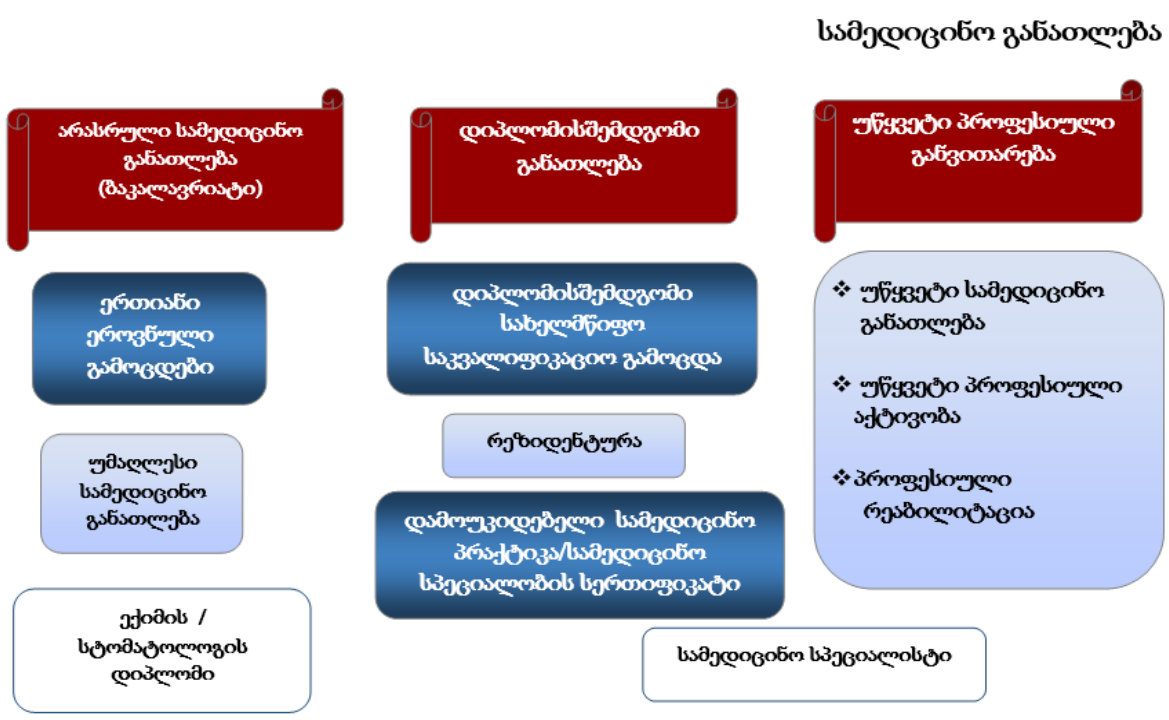 სამედიცინო განათლება
არასრული სამედიცინო
განათლება
(ბაკალავრიატი)
ერთიანი
ეროვნული
გამოცდები
უმაღლესი
სამედიცინო
განათლება
ექიმის /
სტომატოლოგის
დიპლომი
დიპლომისშემდგომი
განათლება
დიპლომისშემდგომი
სახელმწიფო
საკვალიფიკაციო გამოცდა
რეზიდენტურა
დამოუკიდებელი სამედიცინო
პრაქტიკა/სამედიცინო
სპეციალობის სერთიფიკატი
სამედიცინო სპეციალისტი
უწყვეტი პროფესიული
განვითარება
❖ უწყვეტი სამედიცინო
განათლება
❖ უწყვეტი პროფესიული
აქტივობა
❖ პროფესიული
რეაბილიტაცია